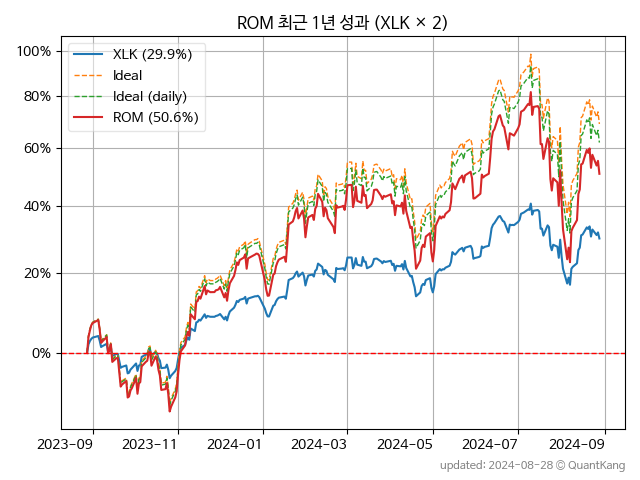 ROM 최근 1년 성과 (XLK × 2)
XLK (29.9%)
Ideal
Ideal (daily)
ROM (50.6%)
100%
80%
60%
40%
20%
0%
2023-09 2023-11 2024-01 2024-03 2024-05 2024-07 2024-09
updated: 2024-08-28 © QuantKang